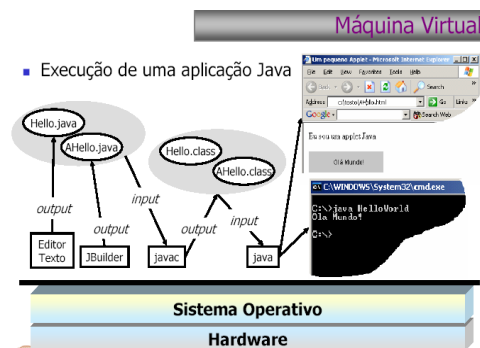 Máquina Virtual
Execução de uma aplicação Java
Um pequeno Applet - Microsoft Internet Explorer
File Edit View Favorites Tools Help
Back Search
Address Go Links
Google Search Web
Eu sou um applet Java
Olá Mundo!
C:\WINDOWS\System32\cmd.exe
C:\>java HelloWorld
Ola Mundo!
C:\>
Hello.java
AHello.java
Hello.class
AHello.class
output
output
input
output
input
Editor
Texto
JBuilder
javac
java
Sistema Operativo
Hardware